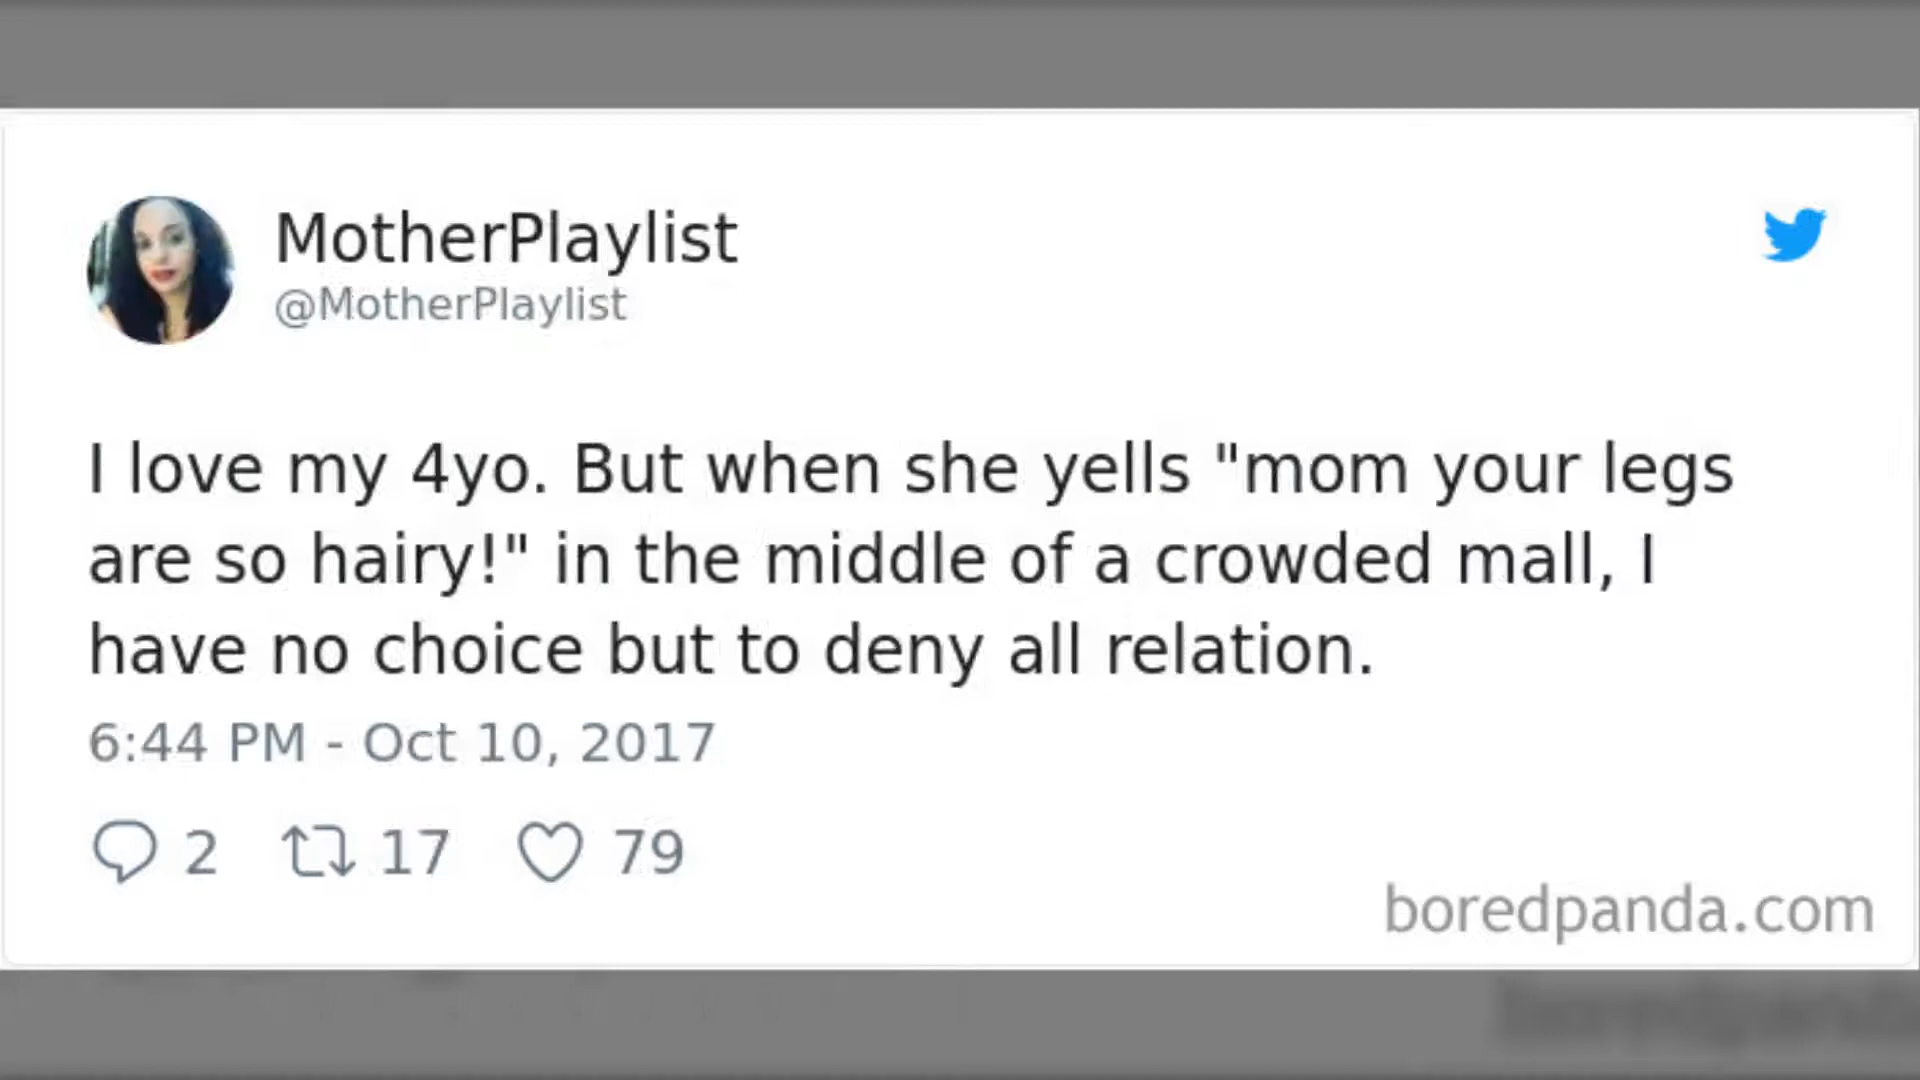 MotherPlaylist
@MotherPlaylist
I love my 4yo. But when she yells "mom your legs
are so hairy!" in the middle of a crowded mall, I
have no choice but to deny all relation.
6:44 PM - Oct 10, 2017
2 17 79
boredpanda.com